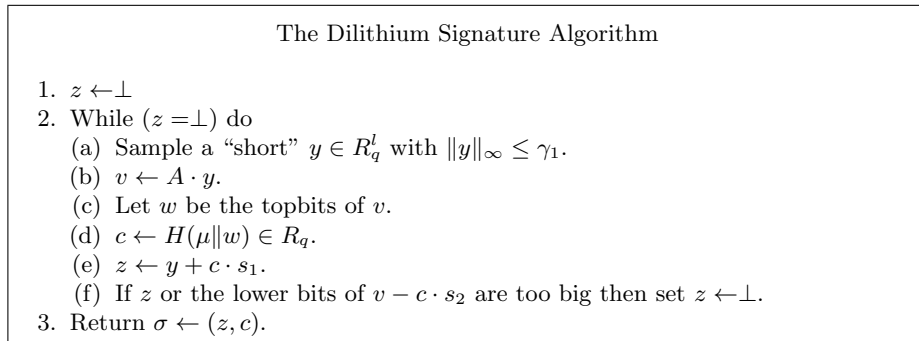 The Dilithium Signature Algorithm
1. z ←⊥
2. While (z =⊥) do
(a) Sample a “short” y ∈ R_q^l with ‖y‖_∞ ≤ γ_1.
(b) v ← A · y.
(c) Let w be the topbits of v.
(d) c ← H(μ‖w) ∈ R_q.
(e) z ← y + c · s_1.
(f) If z or the lower bits of v − c · s_2 are too big then set z ←⊥.
3. Return σ ← (z, c).